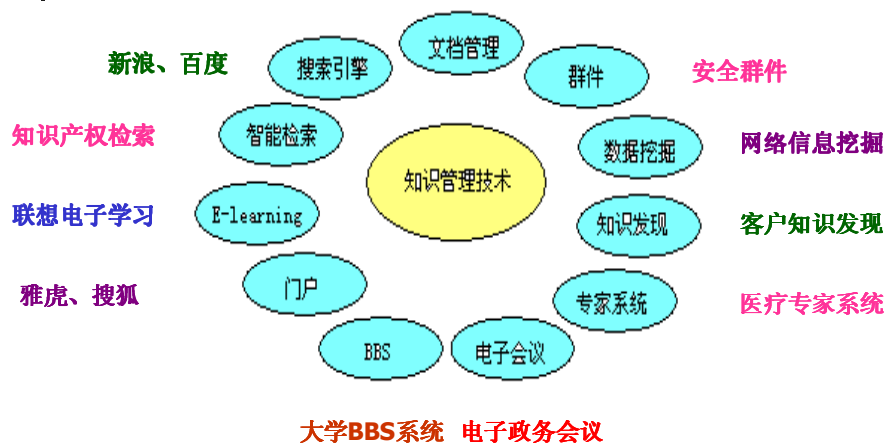 文档管理
新浪、百度
搜索引擎
群件
安全群件
知识产权检索
智能检索
数据挖掘
网络信息挖掘
知识管理技术
联想电子学习
E-learning
知识发现
客户知识发现
雅虎、搜狐
门户
专家系统
医疗专家系统
BBS
电子会议
大学BBS系统
电子政务会议